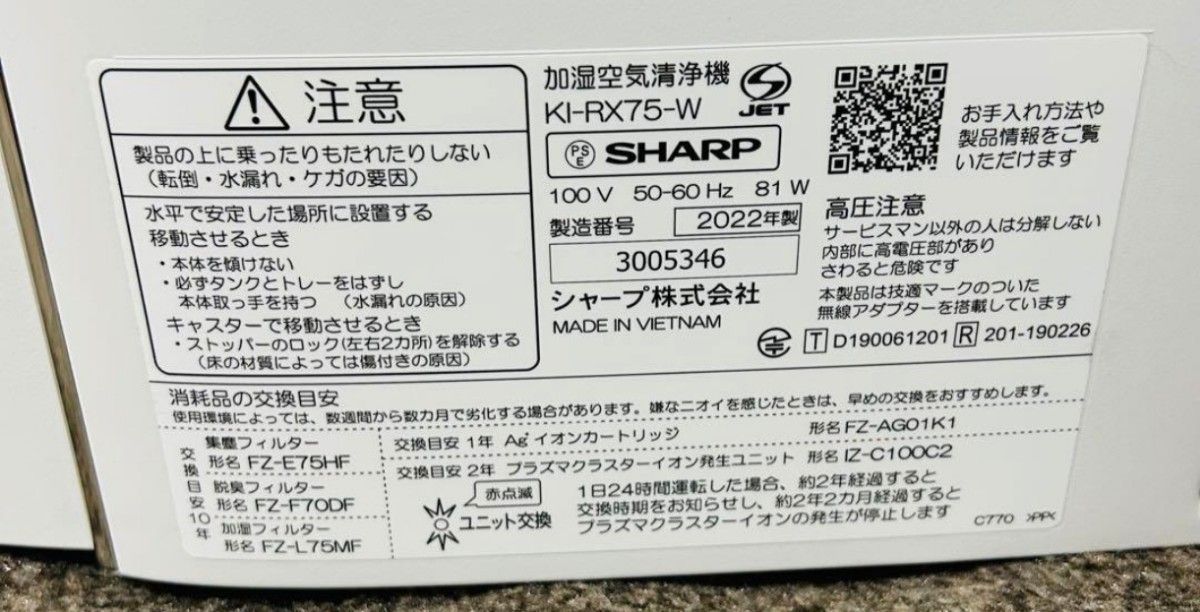 注意
製品の上に乗ったりもたれたりしない
（転倒・水漏れ・ケガの要因）
水平で安定した場所に設置する
移動させるとき
・本体を傾けない
・必ずタンクとトレーをはずし
本体取っ手を持つ （水漏れの原因）
キャスターで移動させるとき
・ストッパーのロック(左右2カ所)を解除する
（床の材質によっては傷付きの原因）
加湿空気清浄機
KI-RX75-W
JET
PSE SHARP
100 V 50-60 Hz 81 W
製造番号 2022年製
3005346
シャープ株式会社
MADE IN VIETNAM
お手入れ方法や
製品情報をご覧
いただけます
高圧注意
サービスマン以外の人は分解しない
内部に高電圧部があり
さわると危険です
本製品は技適マークのついた
無線アダプターを搭載しています
T D190061201 R 201-190226
消耗品の交換目安
使用環境によっては、数週間から数カ月で劣化する場合があります。嫌なニオイを感じたときは、早めの交換をおすすめします。
交換目安10年
集塵フィルター
形名 FZ-E75HF
脱臭フィルター
形名 FZ-F70DF
加湿フィルター
形名 FZ-L75MF
交換目安 1年 Ag⁺イオンカートリッジ 形名 FZ-AG01K1
交換目安 2年 プラズマクラスターイオン発生ユニット 形名 IZ-C100C2
赤点滅
ユニット交換
1日24時間運転した場合、約2年経過すると
交換時期をお知らせし、約2年2カ月経過すると
プラズマクラスターイオンの発生が停止します
C770 >PP<